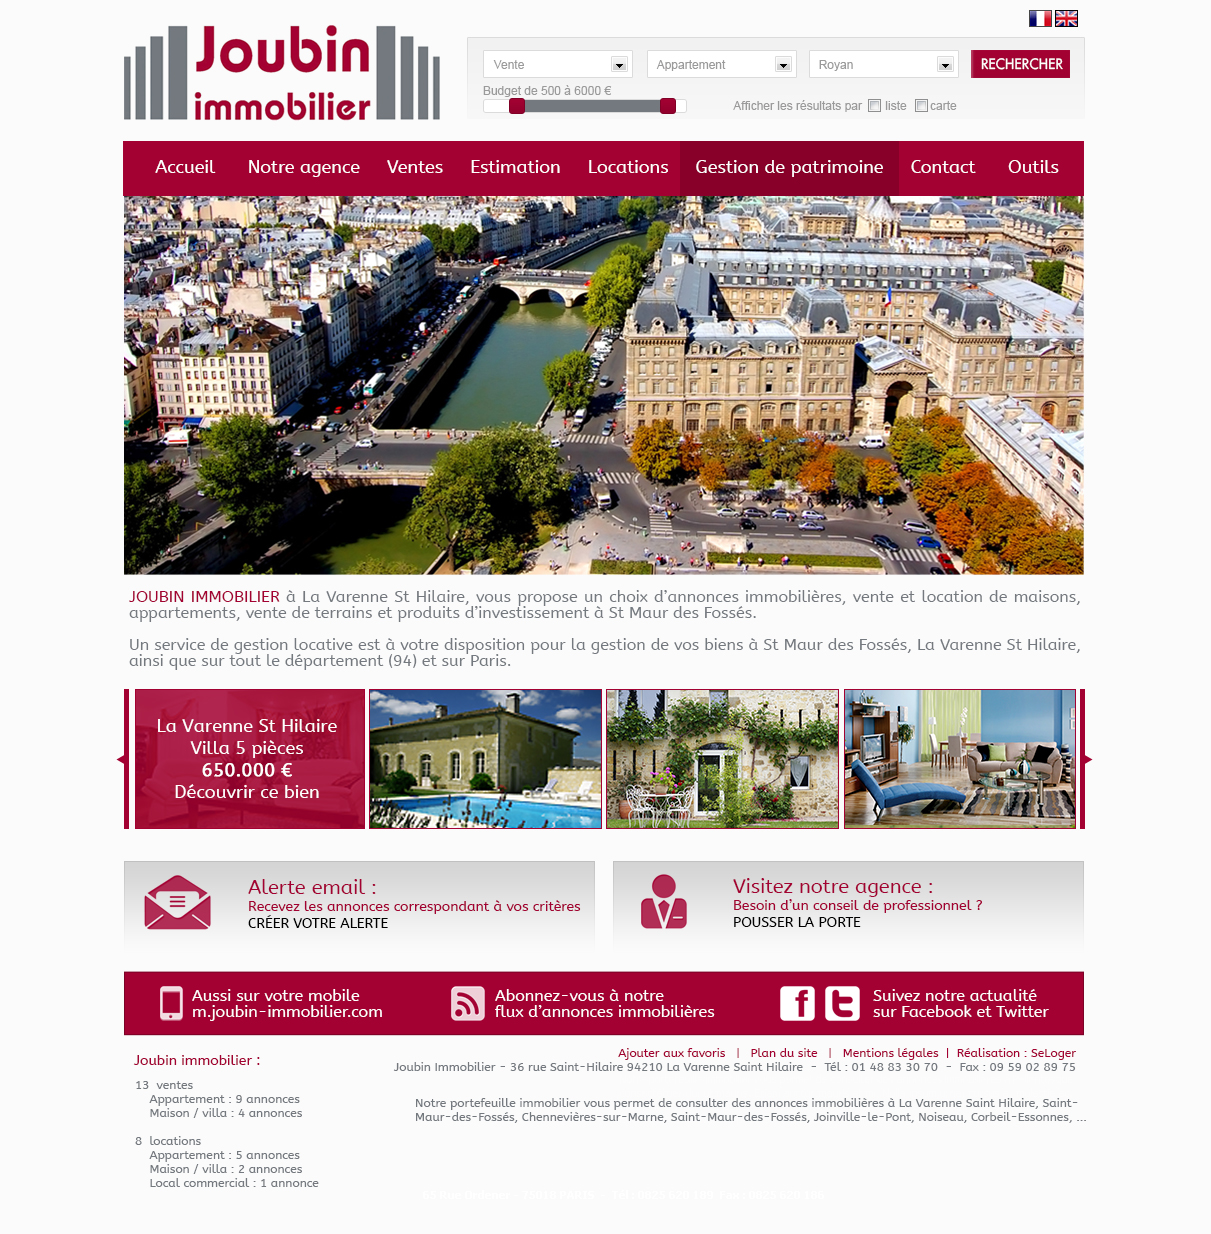 Joubin
immobilier
Vente
Appartement
Royan
RECHERCHER
Budget de 500 à 6000 €
Afficher les résultats par
liste
carte
Accueil
Notre agence
Ventes
Estimation
Locations
Gestion de patrimoine
Contact
Outils
JOUBIN IMMOBILIER à La Varenne St Hilaire, vous propose un choix d’annonces immobilières, vente et location de maisons,
appartements, vente de terrains et produits d’investissement à St Maur des Fossés.
Un service de gestion locative est à votre disposition pour la gestion de vos biens à St Maur des Fossés, La Varenne St Hilaire,
ainsi que sur tout le département (94) et sur Paris.
La Varenne St Hilaire
Villa 5 pièces
650.000 €
Découvrir ce bien
Alerte email :
Recevez les annonces correspondant à vos critères
CRÉER VOTRE ALERTE
Visitez notre agence :
Besoin d’un conseil de professionnel ?
POUSSER LA PORTE
Aussi sur votre mobile
m.joubin-immobilier.com
Abonnez-vous à notre
flux d’annonces immobilières
Suivez notre actualité
sur Facebook et Twitter
Ajouter aux favoris | Plan du site | Mentions légales | Réalisation : SeLoger
Joubin Immobilier - 36 rue Saint-Hilaire 94210 La Varenne Saint Hilaire - Tél : 01 48 83 30 70 - Fax : 09 59 02 89 75
Notre portefeuille immobilier vous permet de consulter des annonces immobilières à La Varenne Saint Hilaire, Saint-
Maur-des-Fossés, Chennevières-sur-Marne, Saint-Maur-des-Fossés, Joinville-le-Pont, Noiseau, Corbeil-Essonnes, ...
Joubin immobilier :
13 ventes
Appartement : 9 annonces
Maison / villa : 4 annonces
8 locations
Appartement : 5 annonces
Maison / villa : 2 annonces
Local commercial : 1 annonce